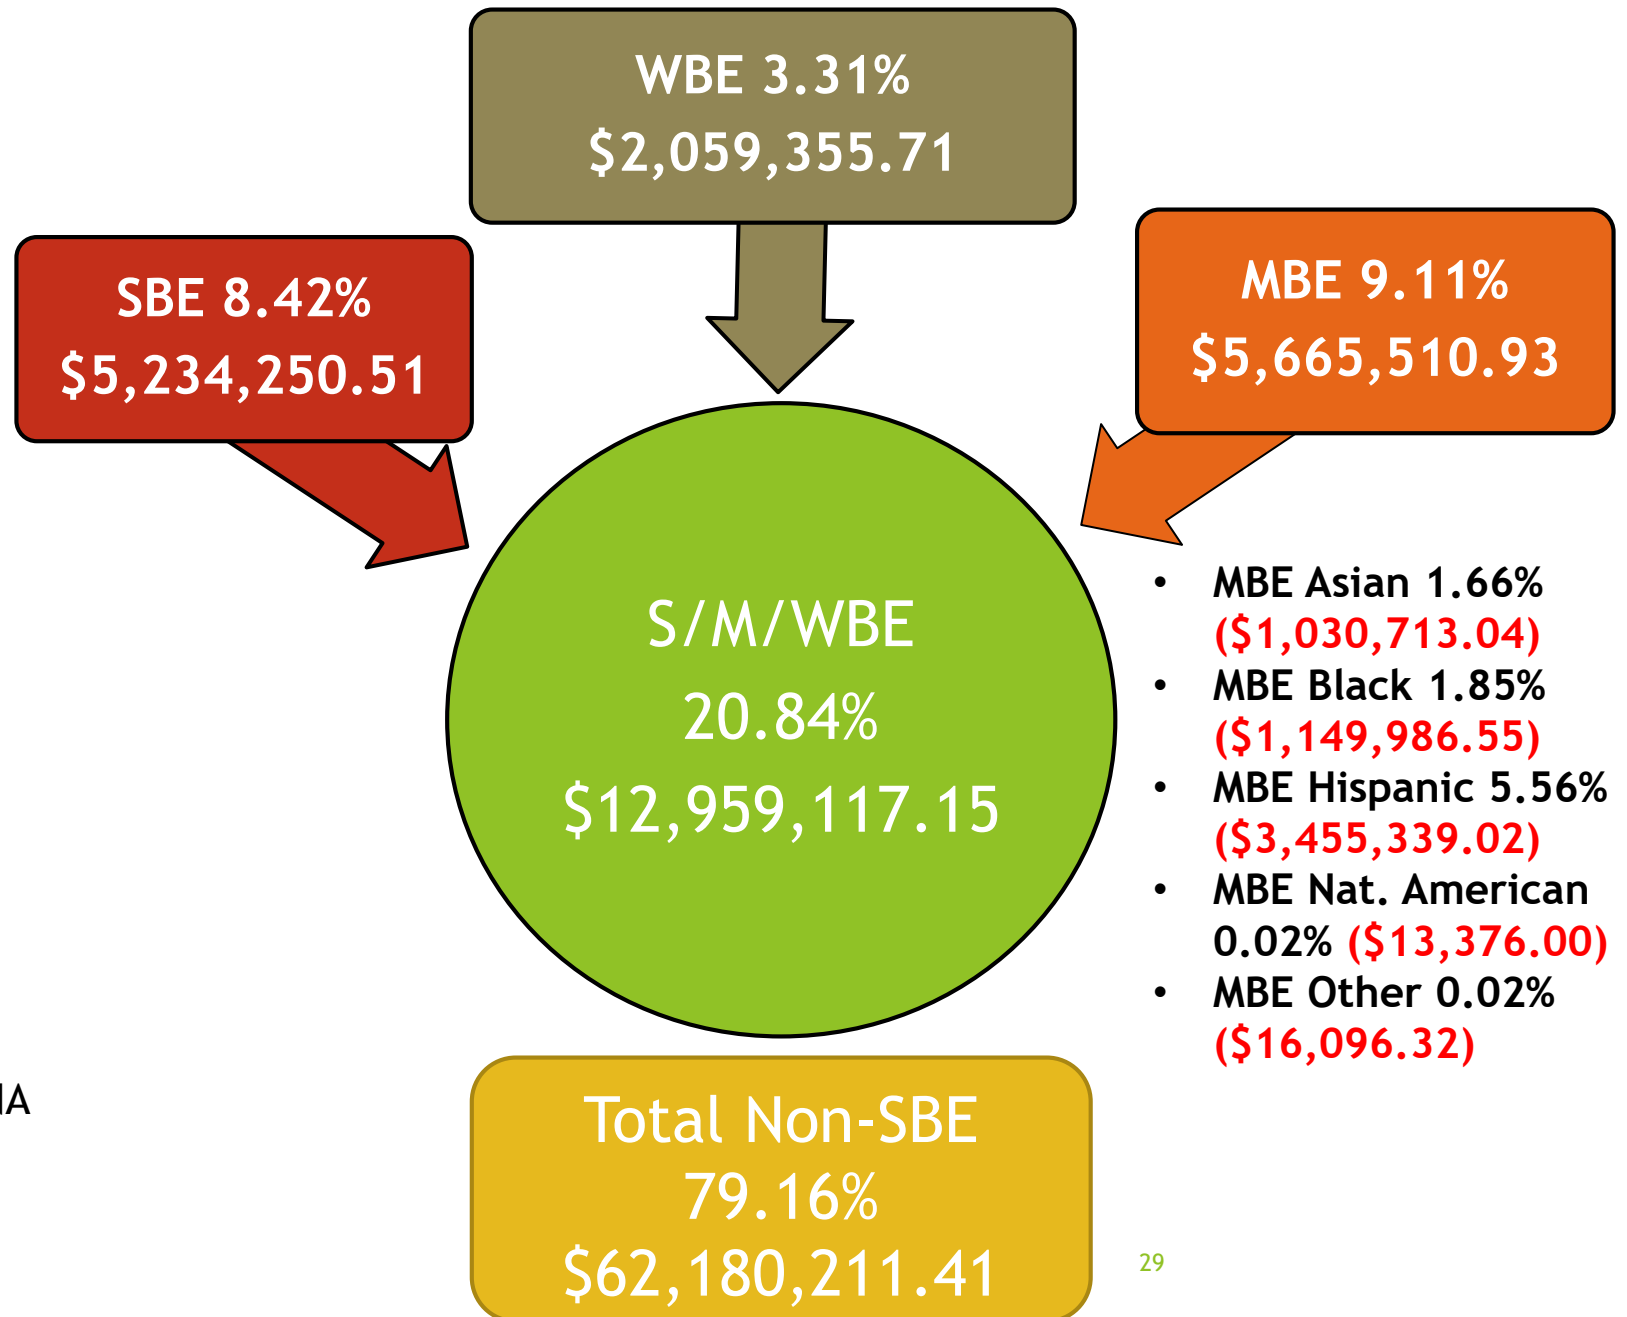 WBE 3.31%
$2,059,355.71
SBE 8.42%
$5,234,250.51
MBE 9.11%
$5,665,510.93
S/M/WBE
20.84%
$12,959,117.15
• MBE Asian 1.66%
($1,030,713.04)
• MBE Black 1.85%
($1,149,986.55)
• MBE Hispanic 5.56%
($3,455,339.02)
• MBE Nat. American
0.02% ($13,376.00)
• MBE Other 0.02%
($16,096.32)
Total Non-SBE
79.16%
$62,180,211.41
29